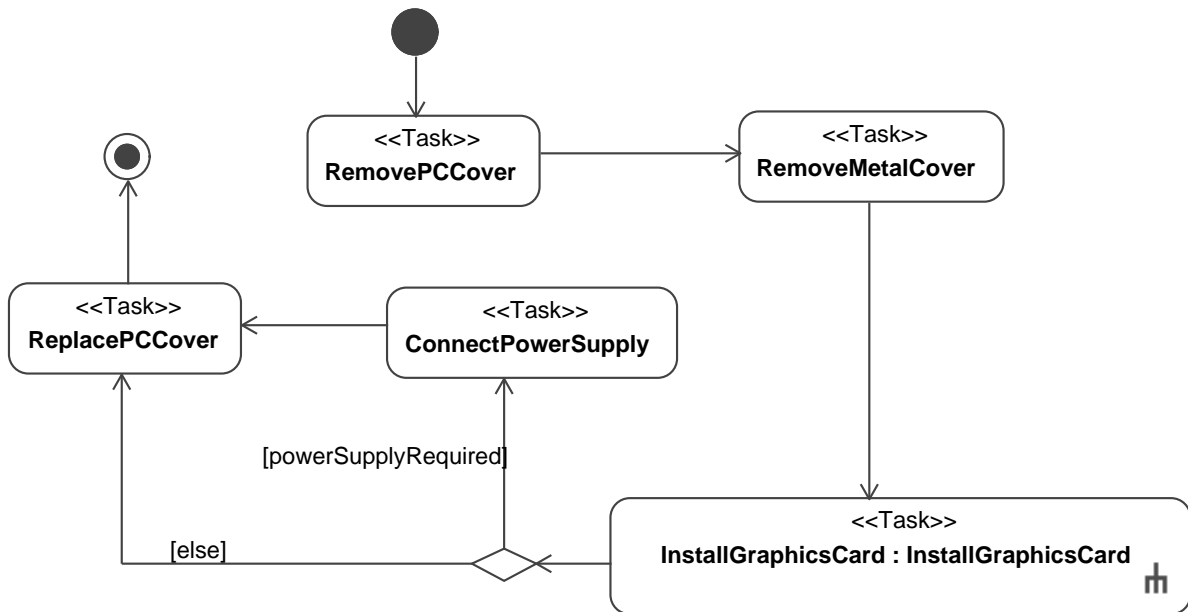 <<Task>>
RemovePCCover
<<Task>>
RemoveMetalCover
<<Task>>
ReplacePCCover
<<Task>>
ConnectPowerSupply
[powerSupplyRequired]
[else]
<<Task>>
InstallGraphicsCard : InstallGraphicsCard